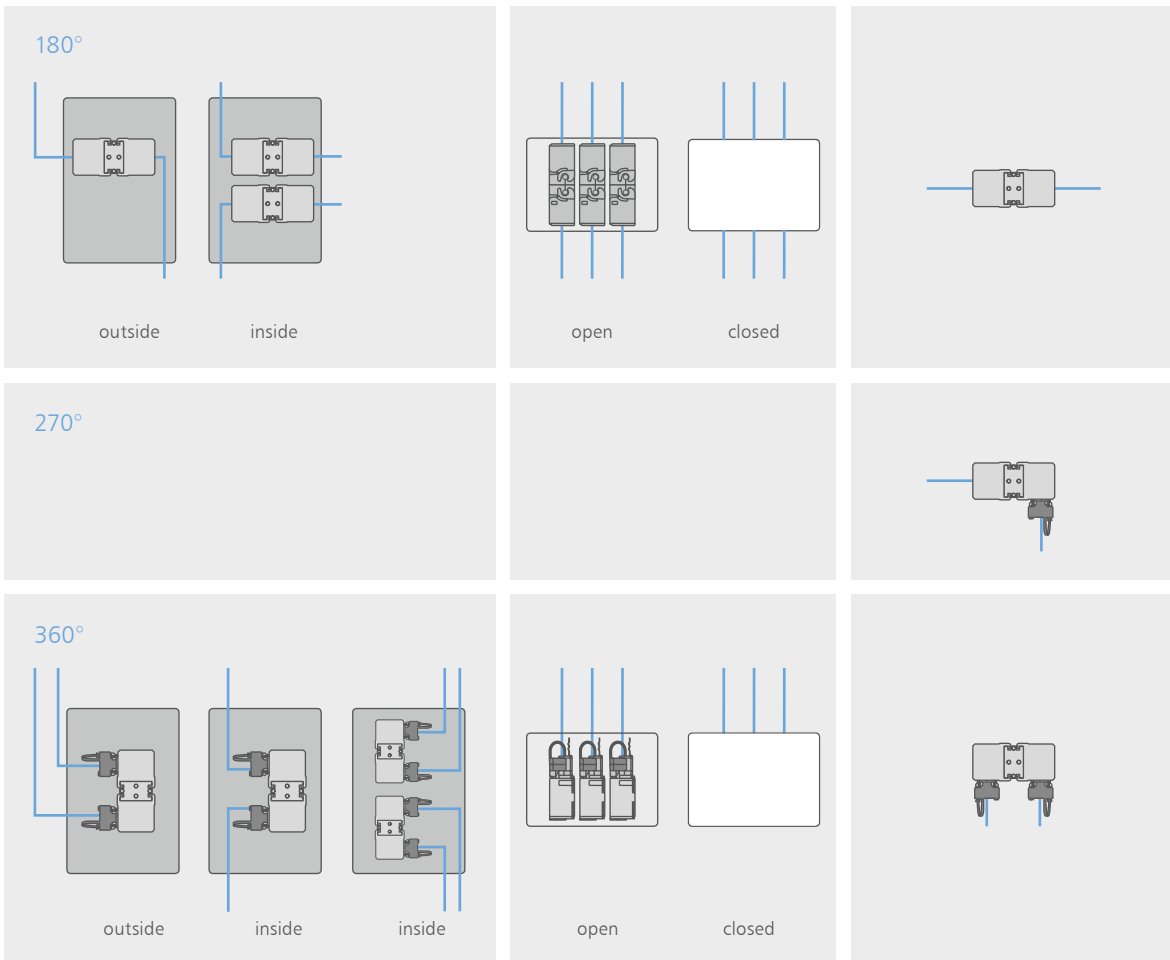 180°
outside inside
open closed
270°
360°
outside inside inside
open closed